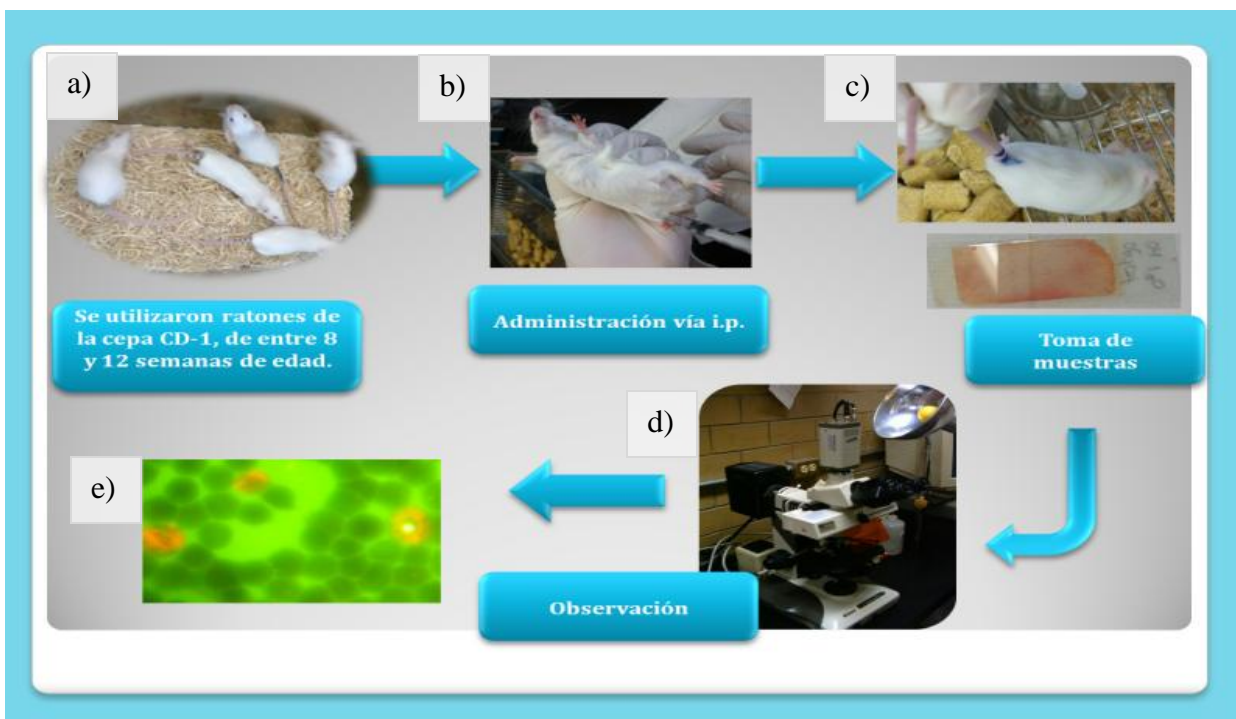 a)
b)
c)
Se utilizaron ratones de
la cepa CD-1, de entre 8
y 12 semanas de edad.
Administración vía i.p.
Toma de
muestras
d)
e)
Observación